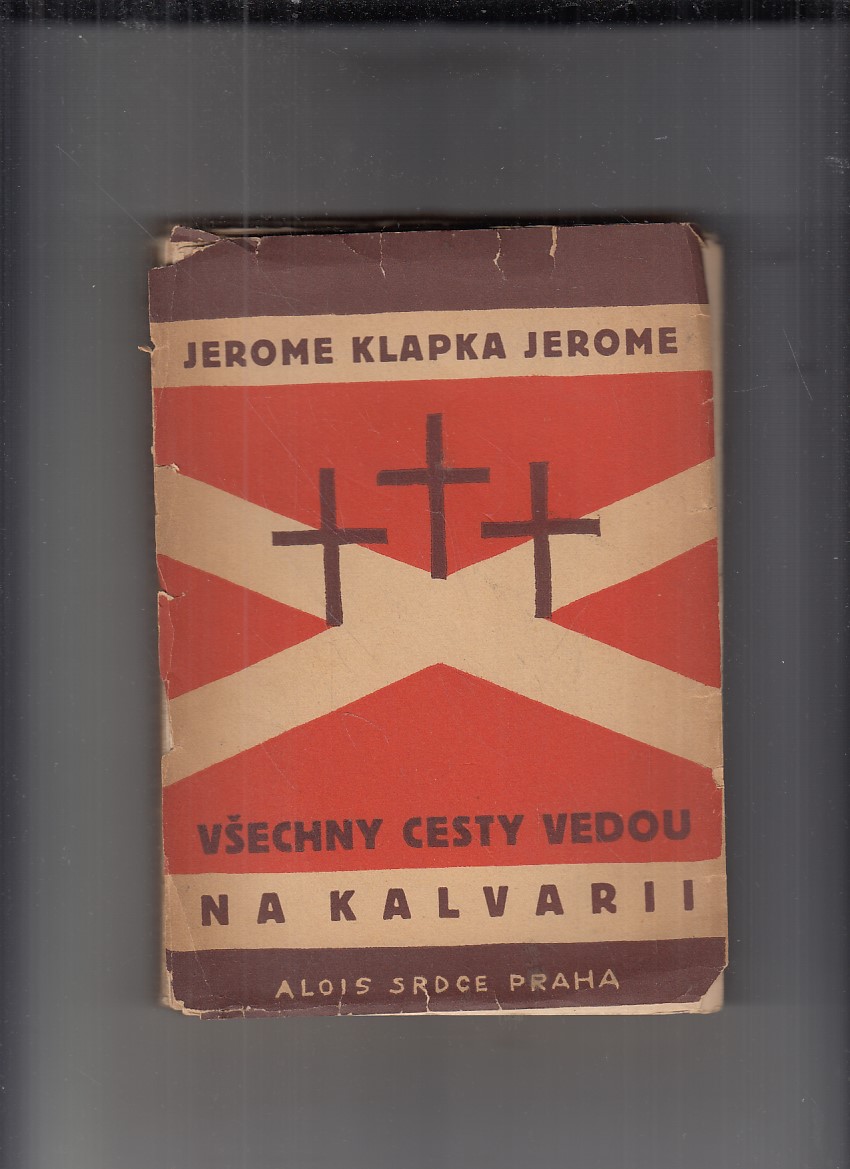 JEROME KLAPKA JEROME
VŠECHNY CESTY VEDOU
NA KALVARII
ALOIS SRDCE PRAHA